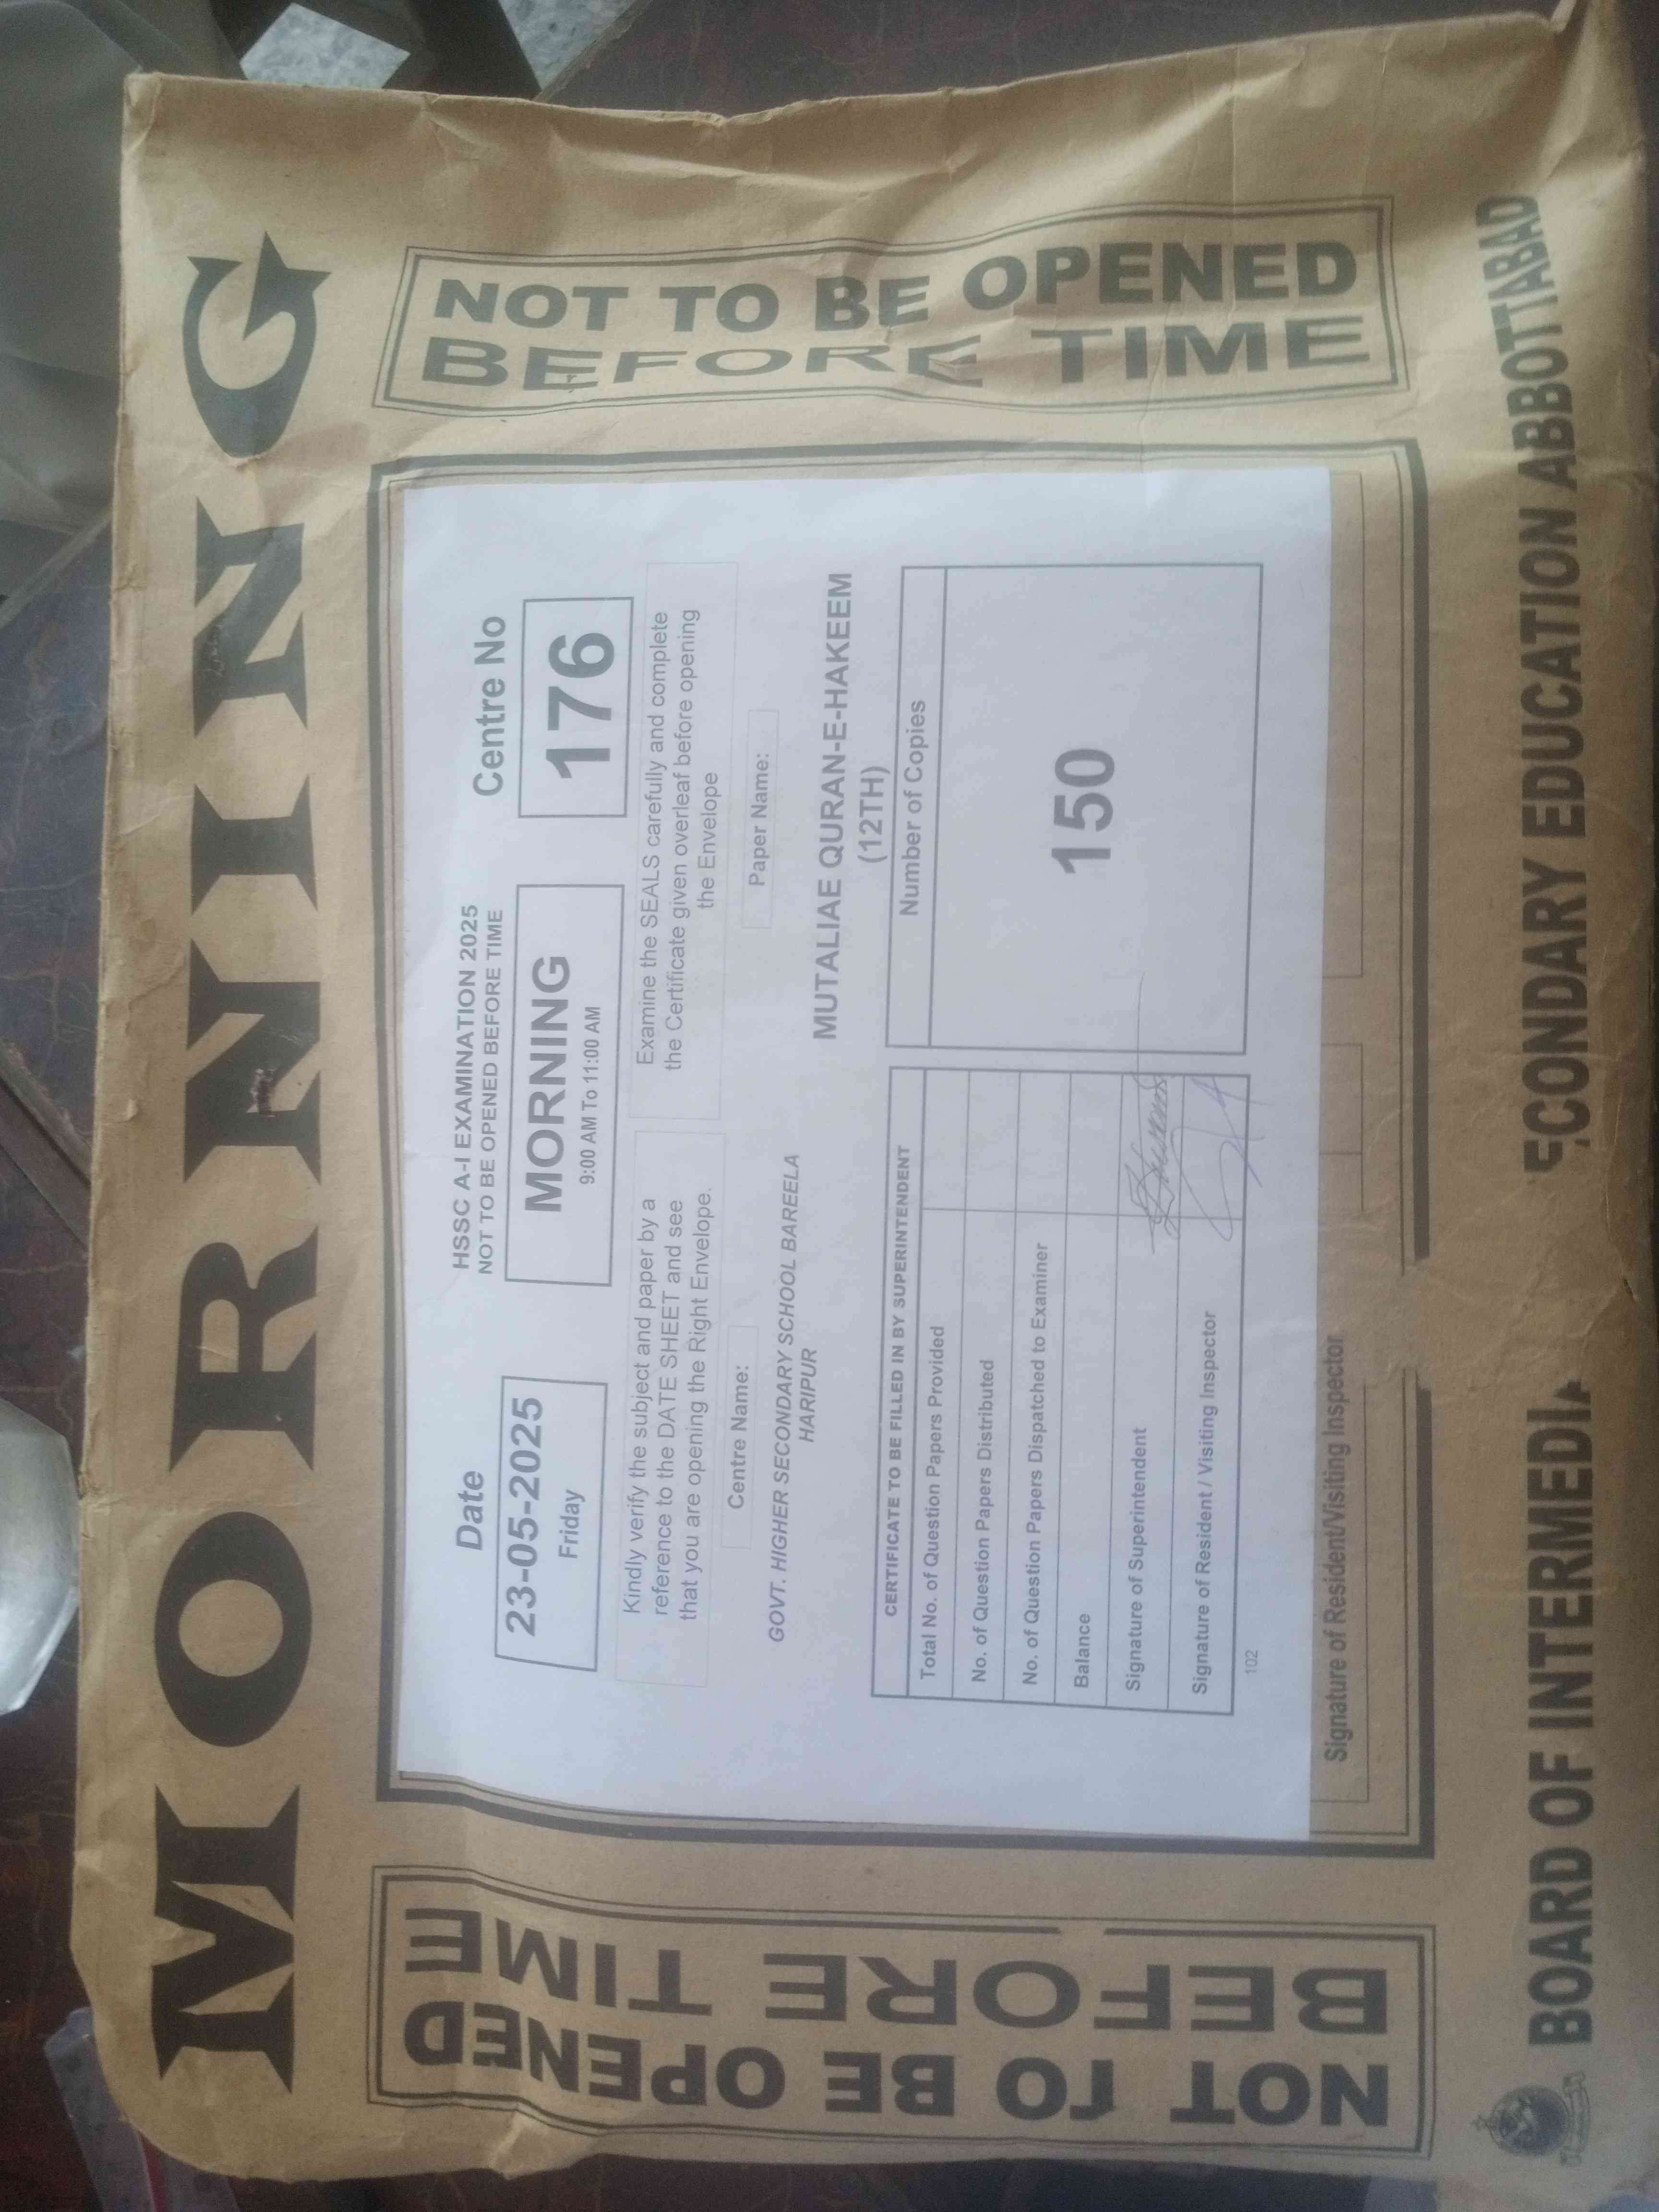 MORNING
NOT TO BE OPENED
BEFORE TIME
HSSC A-I EXAMINATION 2025
NOT TO BE OPENED BEFORE TIME
Date
23-05-2025
Friday
MORNING
9:00 AM To 11:00 AM
Centre No
176
Kindly verify the subject and paper by a
reference to the DATE SHEET and see
that you are opening the Right Envelope.
Examine the SEALS carefully and complete
the Certificate given overleaf before opening
the Envelope
Centre Name:
GOVT. HIGHER SECONDARY SCHOOL BAREELA
HARIPUR
Paper Name:
MUTALIAE QURAN-E-HAKEEM
(12TH)
CERTIFICATE TO BE FILLED IN BY SUPERINTENDENT
Total No. of Question Papers Provided
No. of Question Papers Distributed
No. of Question Papers Dispatched to Examiner
Balance
Signature of Superintendent
Signature of Resident / Visiting Inspector
Number of Copies
150
102
Signature of Resident/Visiting Inspector
NOT TO BE OPENED
BEFORE TIME
BOARD OF INTERMEDIA ECONDARY EDUCATION ABBOTTABAD